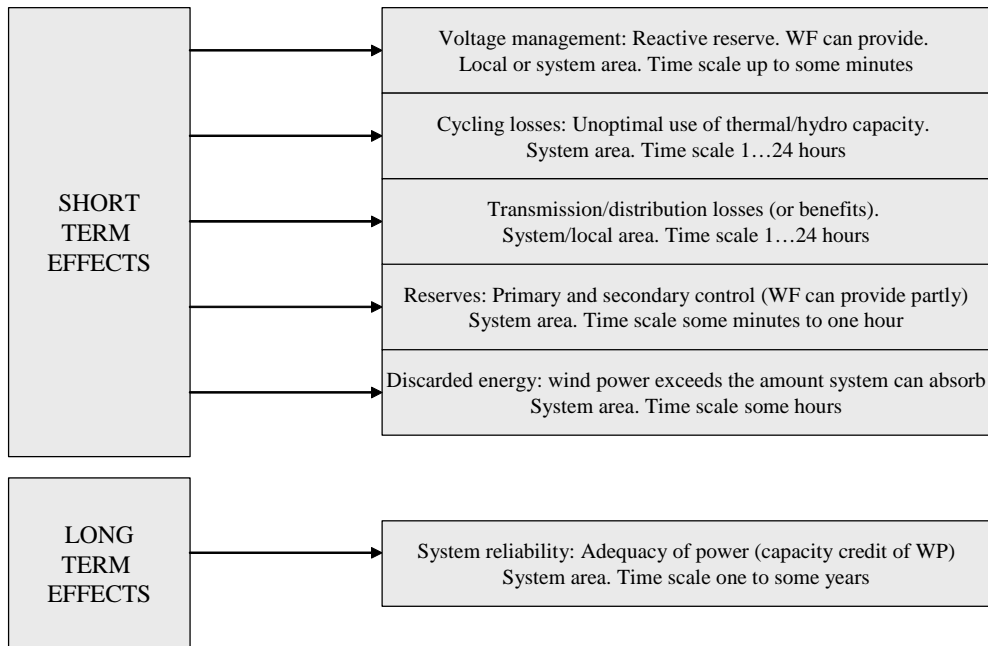 SHORT
TERM
EFFECTS
Voltage management: Reactive reserve. WF can provide.
Local or system area. Time scale up to some minutes
Cycling losses: Unoptimal use of thermal/hydro capacity.
System area. Time scale 1…24 hours
Transmission/distribution losses (or benefits).
System/local area. Time scale 1…24 hours
Reserves: Primary and secondary control (WF can provide partly)
System area. Time scale some minutes to one hour
Discarded energy: wind power exceeds the amount system can absorb
System area. Time scale some hours
LONG
TERM
EFFECTS
System reliability: Adequacy of power (capacity credit of WP)
System area. Time scale one to some years